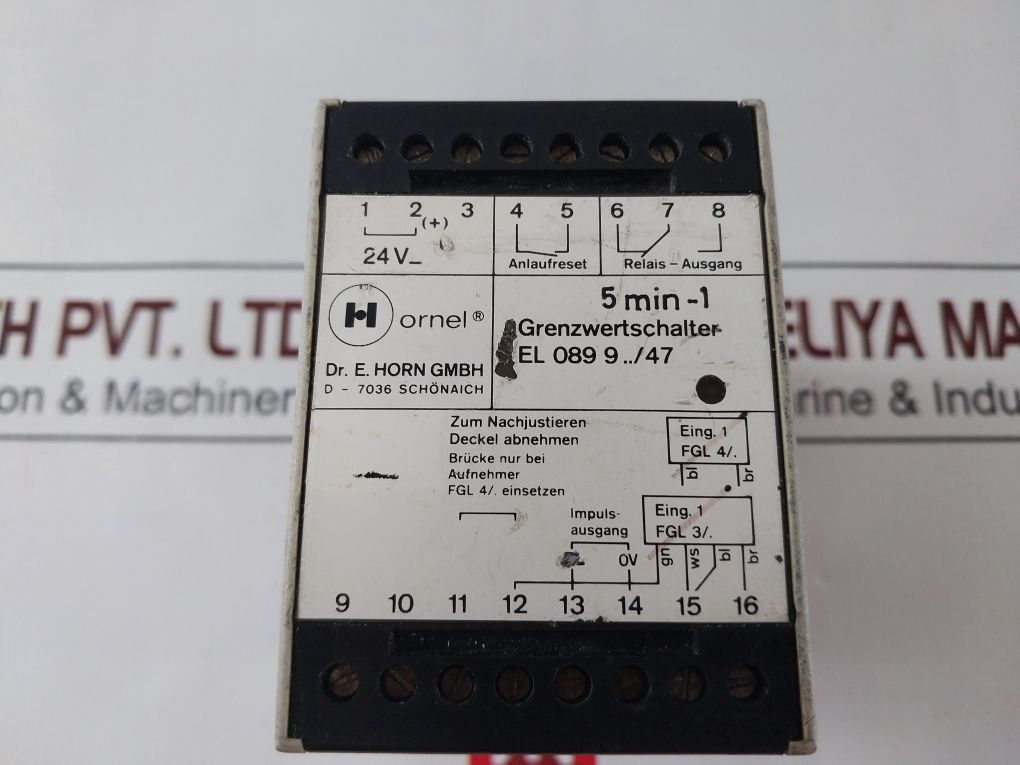 1 2 (+) 3 4 5 6 7 8
24V
Anlaufreset
Relais - Ausgang
H ornel®
Dr. E. HORN GMBH
D - 7036 SCHÖNAICH
5 min -1
Grenzwertschalter
EL 089 9../47
Zum Nachjustieren
Deckel abnehmen
Brücke nur bei
Aufnehmer
FGL 4/. einsetzen
Eing. 1
FGL 4/.
bl br
Impuls-
ausgang
0V
Eing. 1
FGL 3/.
gn ws bl br
9 10 11 12 13 14 15 16
H PVT. LTD
ELIYA MA
on & Machiner
rine & Indu